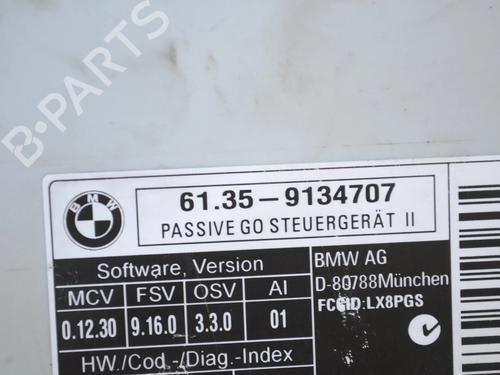 B-PARTS
BMW
61.35-9134707
PASSIVE GO STEUERGERÄT II
Software, Version
MCV FSV OSV AI
0.12.30 9.16.0 3.3.0 01
HW./Cod.-/Diag.-Index
BMW AG
D-80788München
FCCID:LX8PGS